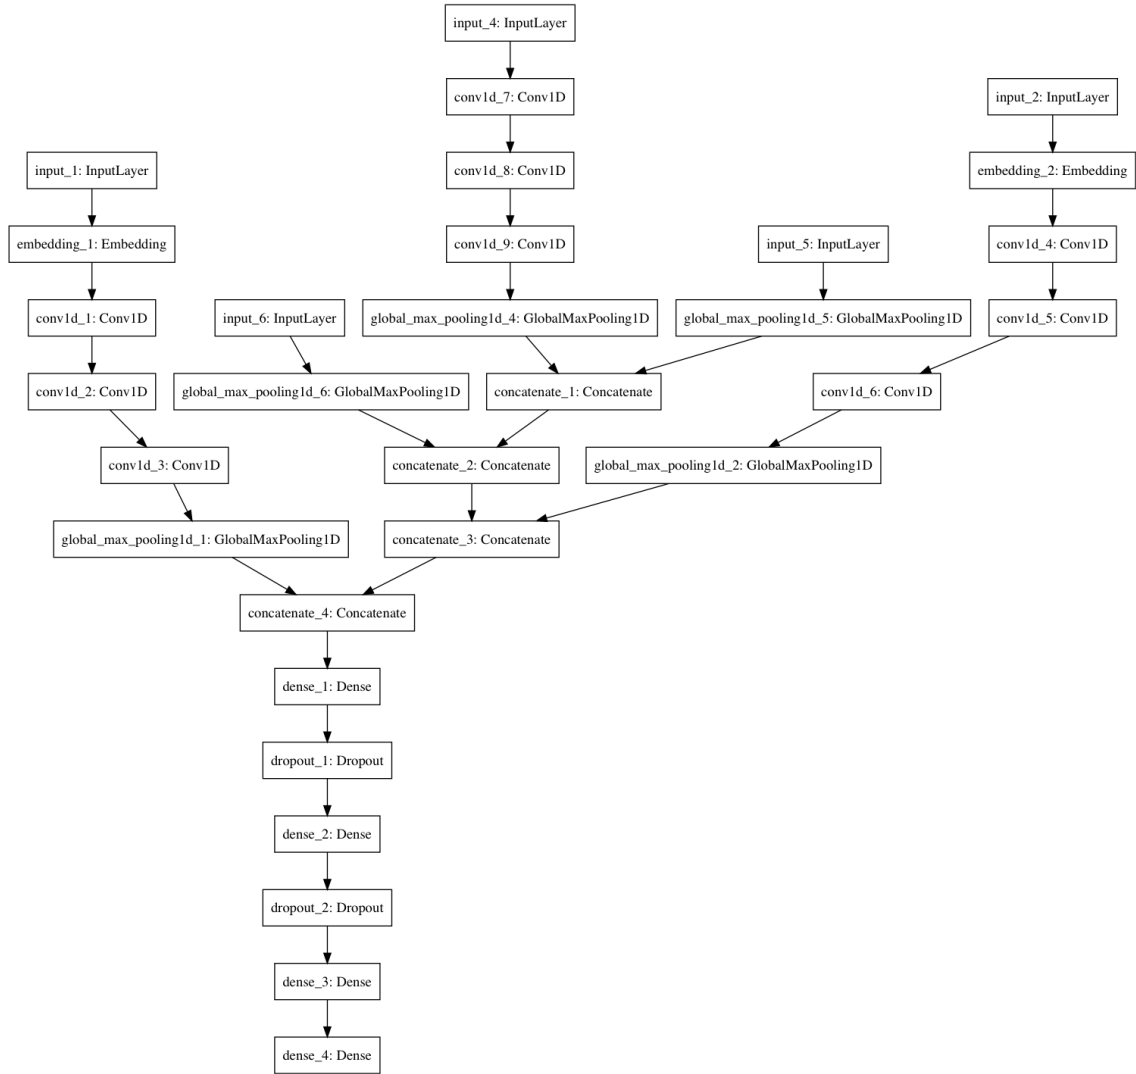 input_4: InputLayer
conv1d_7: Conv1D
input_2: InputLayer
input_1: InputLayer
conv1d_8: Conv1D
embedding_2: Embedding
embedding_1: Embedding
conv1d_9: Conv1D
input_5: InputLayer
conv1d_4: Conv1D
conv1d_1: Conv1D
input_6: InputLayer
global_max_pooling1d_4: GlobalMaxPooling1D
global_max_pooling1d_5: GlobalMaxPooling1D
conv1d_5: Conv1D
conv1d_2: Conv1D
global_max_pooling1d_6: GlobalMaxPooling1D
concatenate_1: Concatenate
conv1d_6: Conv1D
conv1d_3: Conv1D
concatenate_2: Concatenate
global_max_pooling1d_2: GlobalMaxPooling1D
global_max_pooling1d_1: GlobalMaxPooling1D
concatenate_3: Concatenate
concatenate_4: Concatenate
dense_1: Dense
dropout_1: Dropout
dense_2: Dense
dropout_2: Dropout
dense_3: Dense
dense_4: Dense